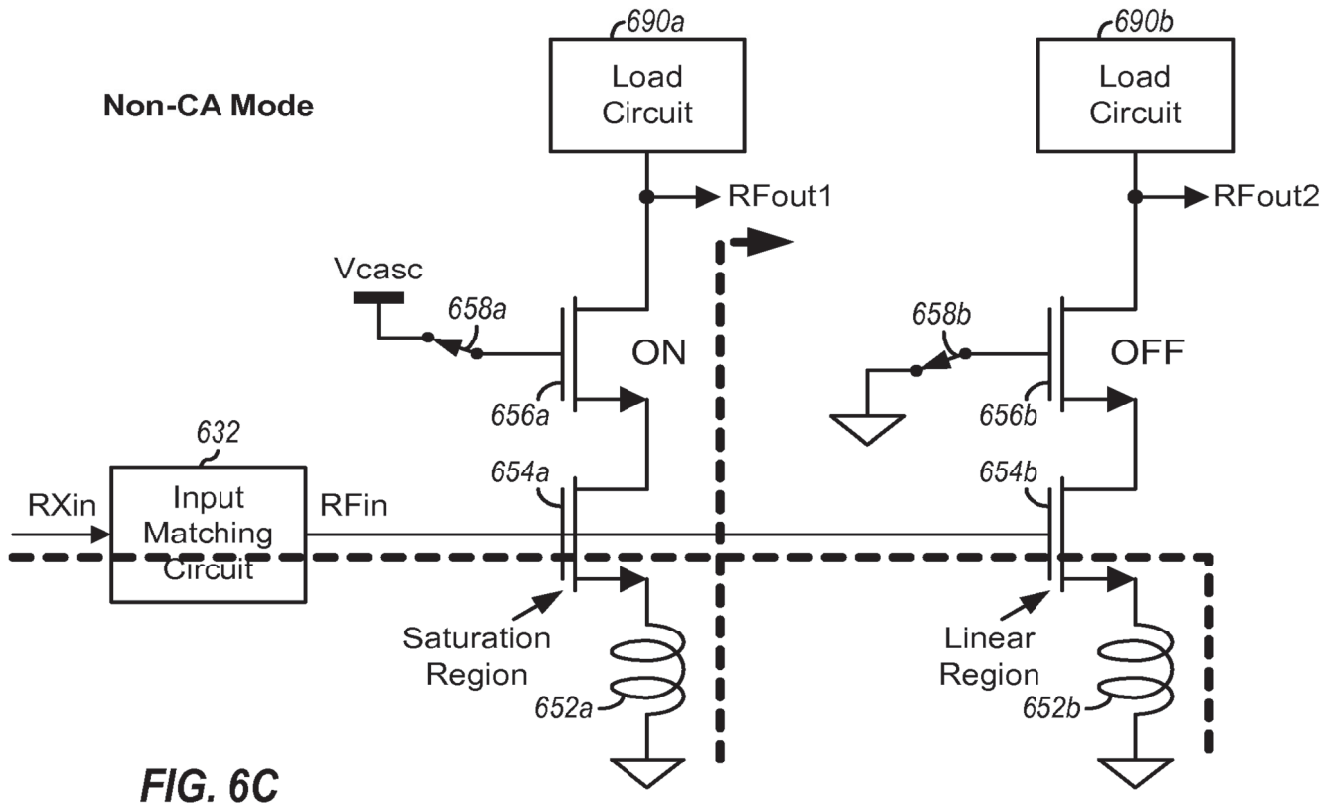 690a
690b
Load
Circuit
Load
Circuit
Non-CA Mode
RFout1
RFout2
Vcasc
658a
658b
ON
OFF
656a
656b
632
654a
654b
RXin
Input
Matching
Circuit
RFin
Saturation
Region
Linear
Region
652a
652b
FIG. 6C